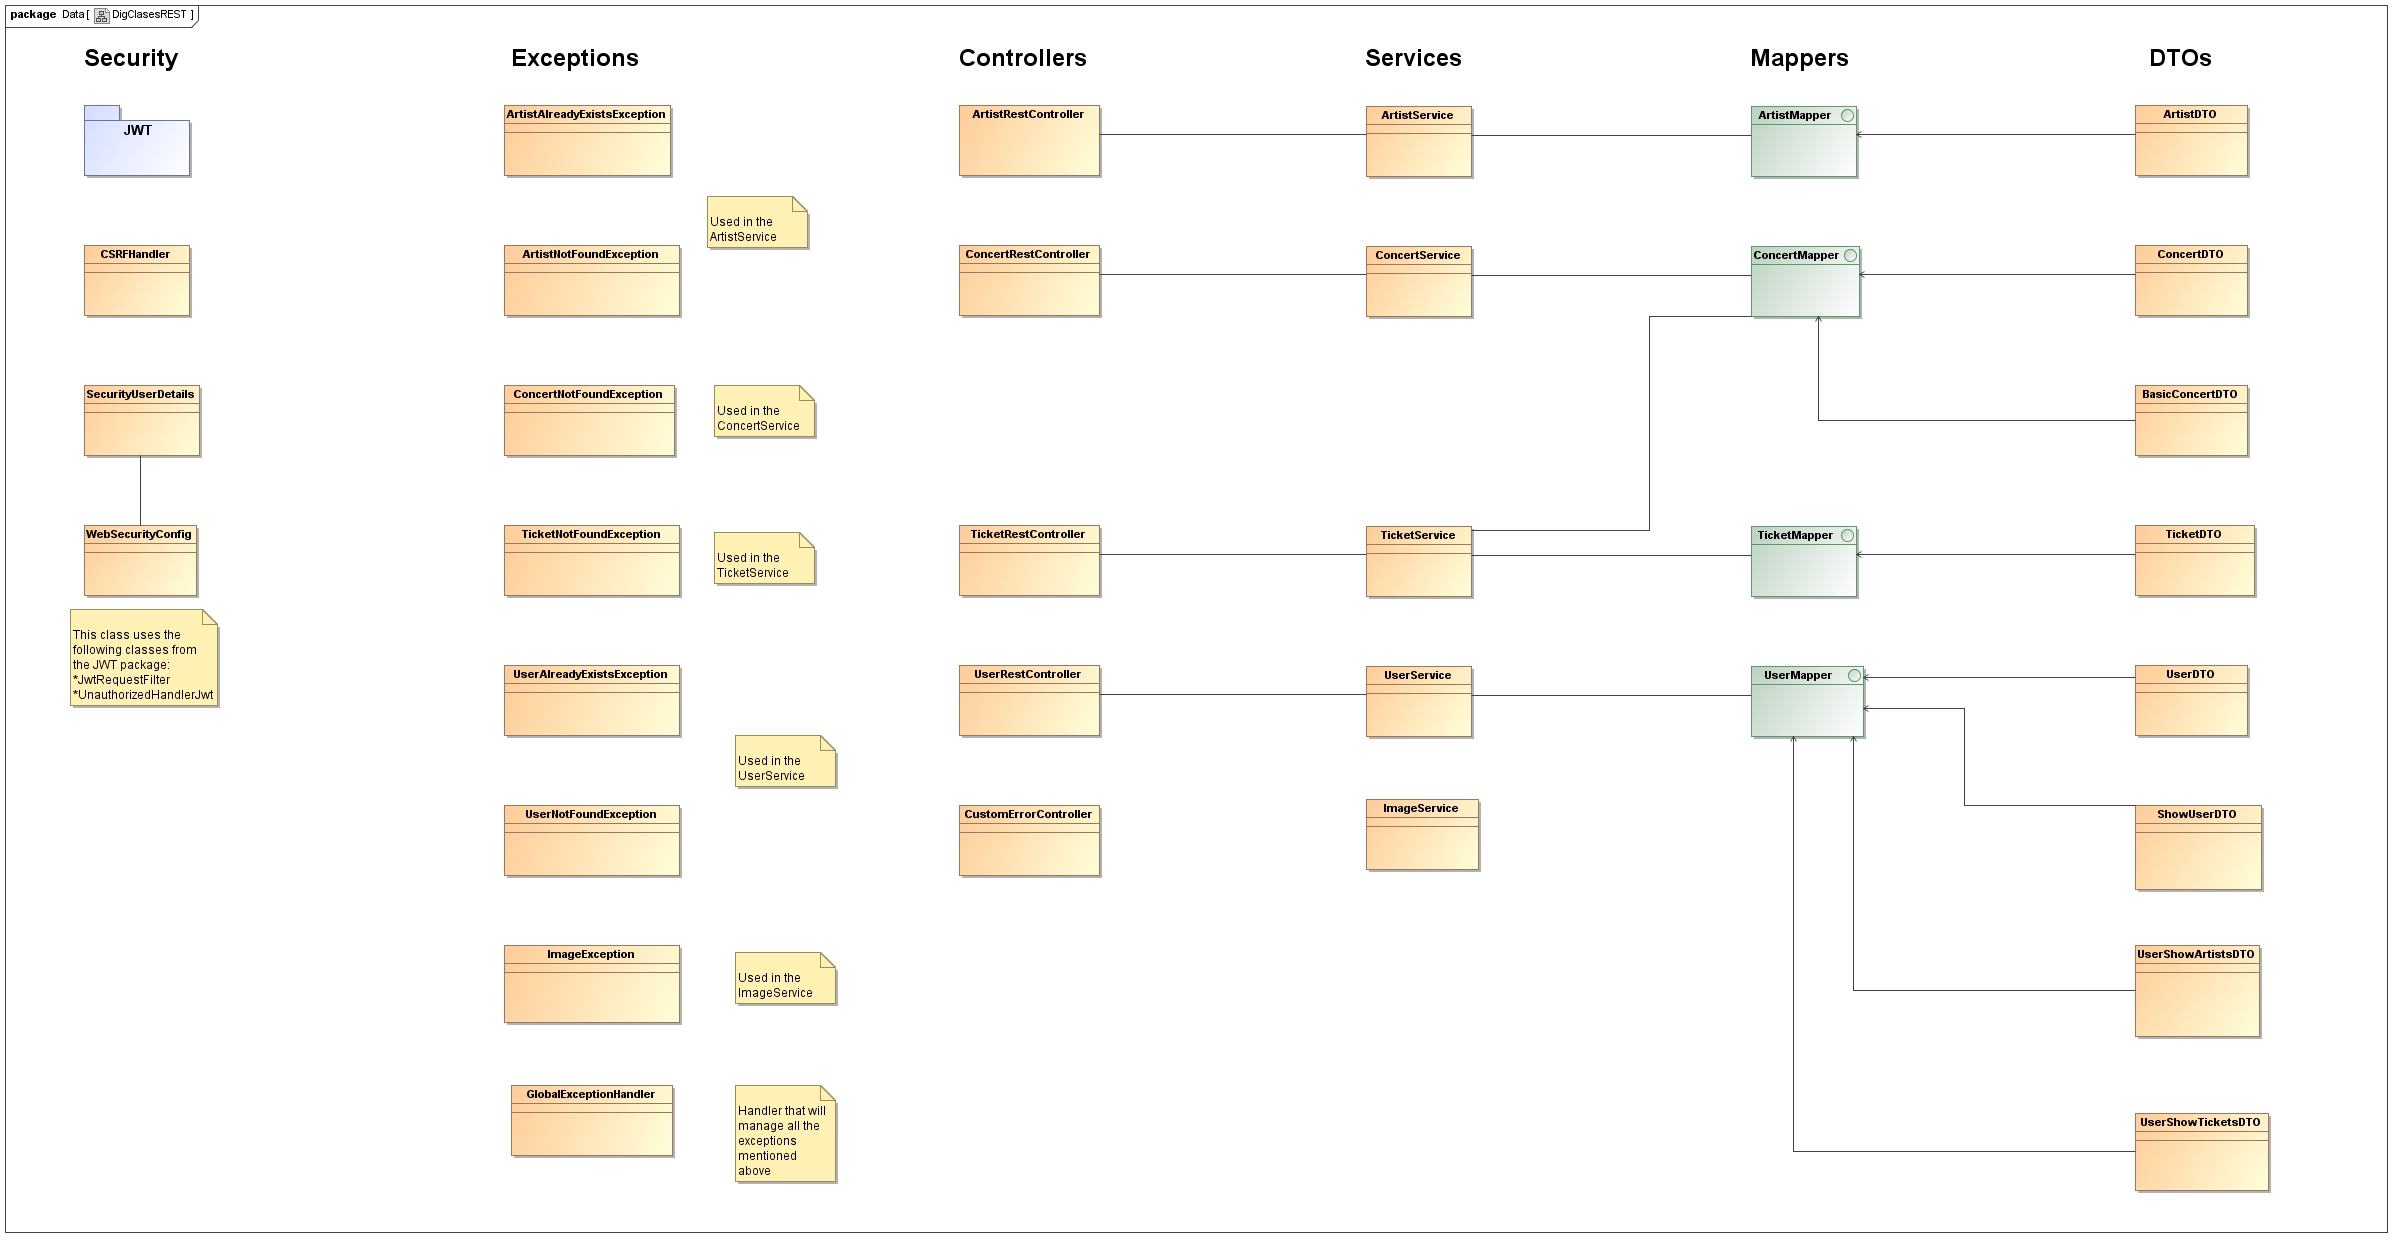 package Data [ DigClasesREST ]
Security
Exceptions
Controllers
Services
Mappers
DTOs
JWT
CSRFHandler
SecurityUserDetails
WebSecurityConfig
This class uses the
following classes from
the JWT package:
*JwtRequestFilter
*UnauthorizedHandlerJwt
ArtistAlreadyExistsException
Used in the
ArtistService
ArtistNotFoundException
ConcertNotFoundException
Used in the
ConcertService
TicketNotFoundException
Used in the
TicketService
UserAlreadyExistsException
Used in the
UserService
UserNotFoundException
ImageException
Used in the
ImageService
GlobalExceptionHandler
Handler that will
manage all the
exceptions
mentioned
above
ArtistRestController
ConcertRestController
TicketRestController
UserRestController
CustomErrorController
ArtistService
ConcertService
TicketService
UserService
ImageService
ArtistMapper
ConcertMapper
TicketMapper
UserMapper
ArtistDTO
ConcertDTO
BasicConcertDTO
TicketDTO
UserDTO
ShowUserDTO
UserShowArtistsDTO
UserShowTicketsDTO